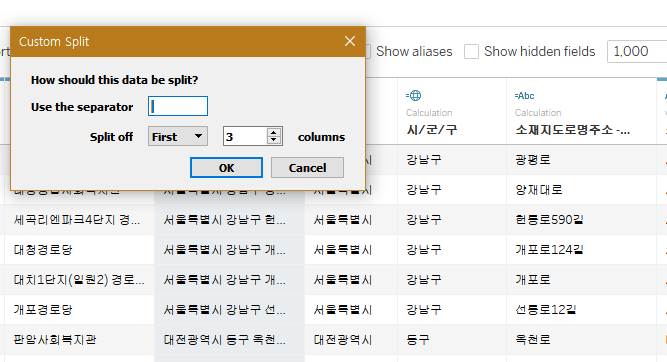 Custom Split
How should this data be split?
Use the separator
Split off First 3 columns
OK Cancel
Show aliases Show hidden fields 1,000
Calculation Calculation
시/군/구 소재지도로명주소 -...
강남구 광평로
서울특별시 강남구 양재대로
세곡리엔파크4단지 경... 서울특별시 강남구 헌... 서울특별시 강남구 헌릉로590길
대청경로당 서울특별시 강남구 개... 서울특별시 강남구 개포로124길
대치1단지(일원2) 경로... 서울특별시 강남구 개... 서울특별시 강남구 개포로
개포경로당 서울특별시 강남구 선... 서울특별시 강남구 선릉로12길
판암사회복지관 대전광역시 동구 옥천... 대전광역시 동구 옥천로